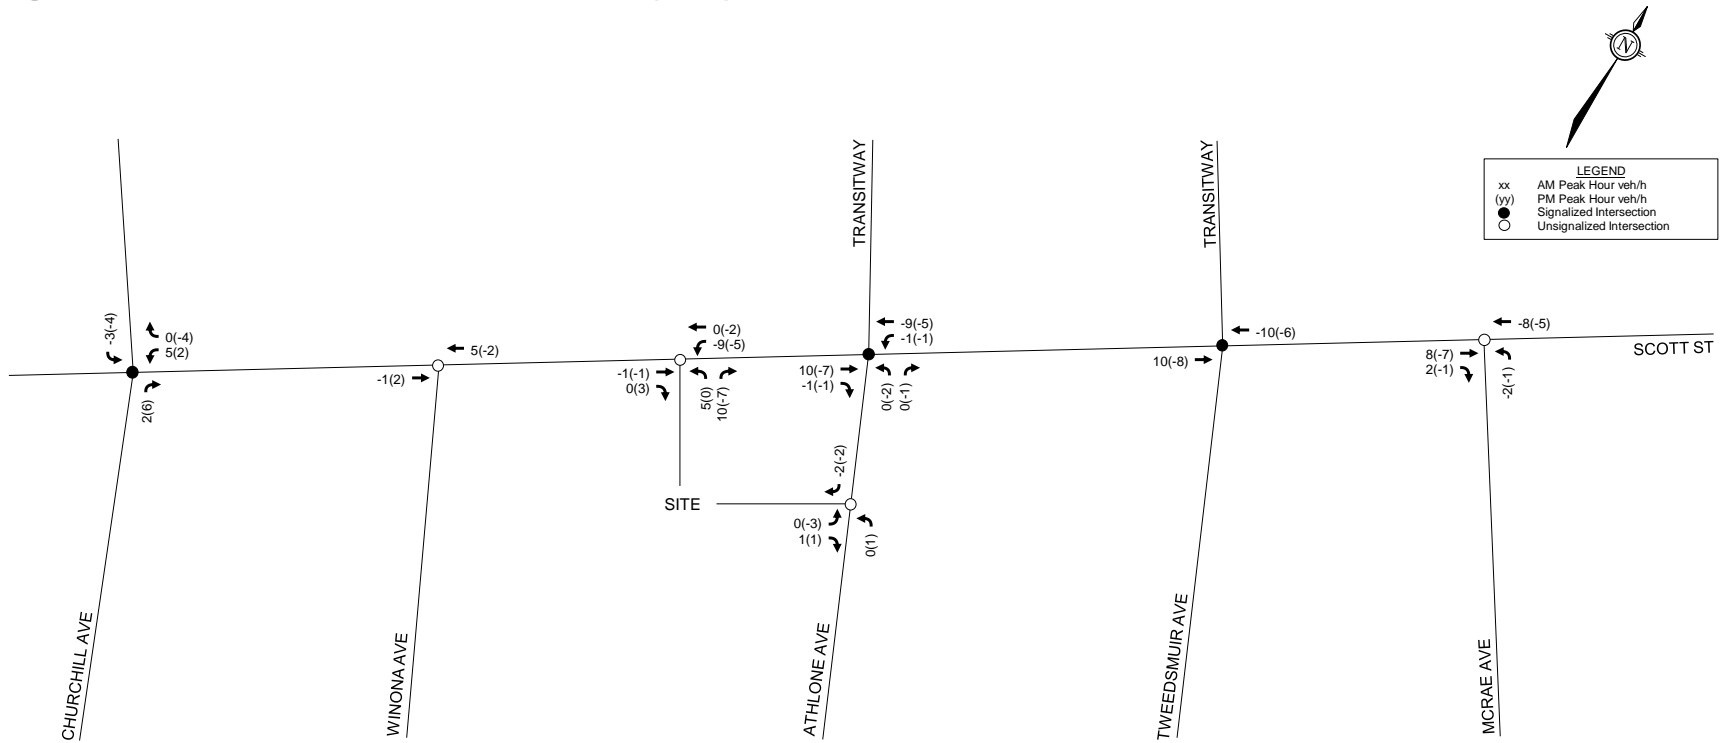 N
TRANSITWAY
TRANSITWAY
LEGEND
xx AM Peak Hour veh/h
(yy) PM Peak Hour veh/h
Signalized Intersection
Unsignalized Intersection
-3(-4)
0(-4)
5(2)
2(6)
5(-2)
-1(2)
0(-2)
-9(-5)
-1(-1)
0(3)
5(0)
10(-7)
-9(-5)
-1(-1)
10(-7)
-1(-1)
0(-2)
0(-1)
-10(-6)
10(-8)
-8(-5)
8(-7)
2(-1)
-2(-1)
SCOTT ST
-2(-2)
SITE
0(-3)
1(1)
0(1)
CHURCHILL AVE
WINONA AVE
ATHLONE AVE
TWEEDSMUIR AVE
MCRAE AVE